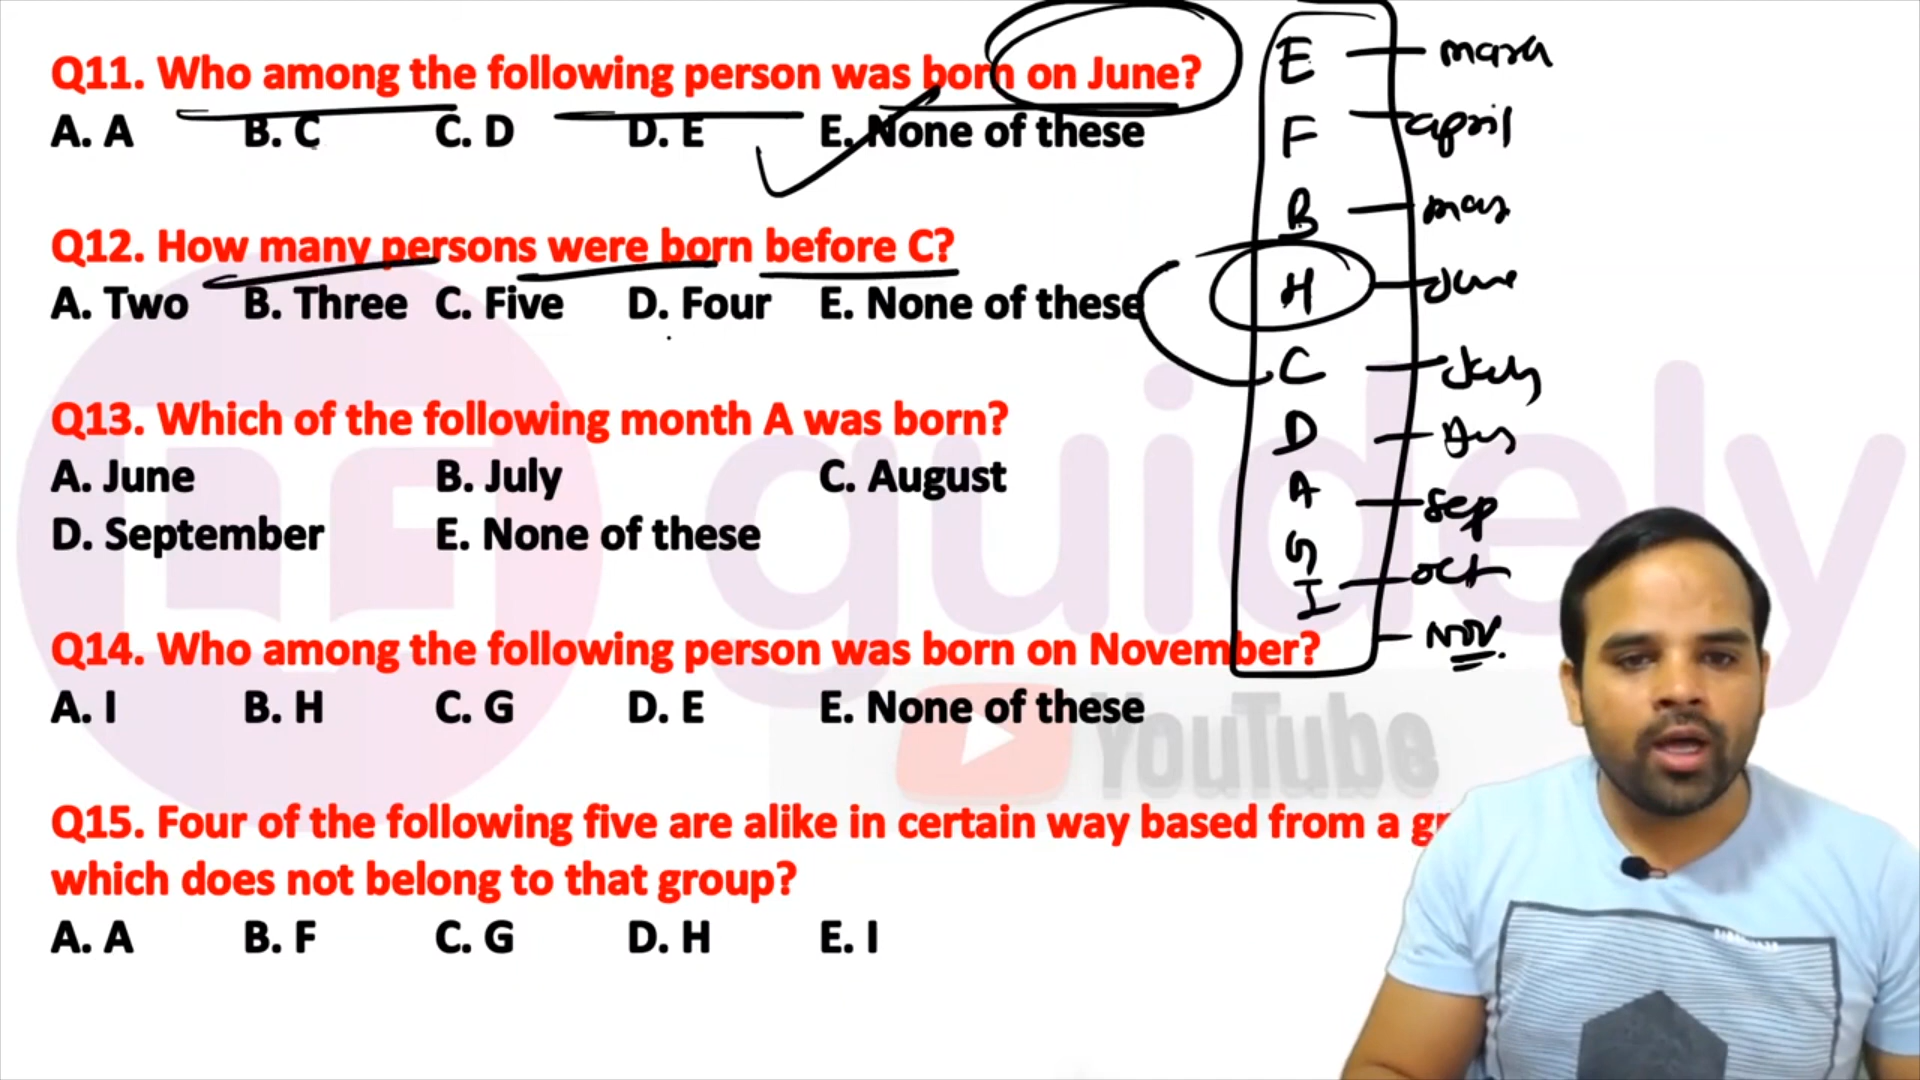 Q11. Who among the following person was born on June?
A. A B. C C. D D. E E. None of these
Q12. How many persons were born before C?
A. Two B. Three C. Five D. Four E. None of these
Q13. Which of the following month A was born?
A. June B. July C. August
D. September E. None of these
Q14. Who among the following person was born on November?
A. I B. H C. G D. E E. None of these
Q15. Four of the following five are alike in certain way based from a
which does not belong to that group?
A. A B. F C. G D. H E. I
E
F april
B may
H June
C July
D
A Sep
G
I oct
NOV.
guidely
YouTube